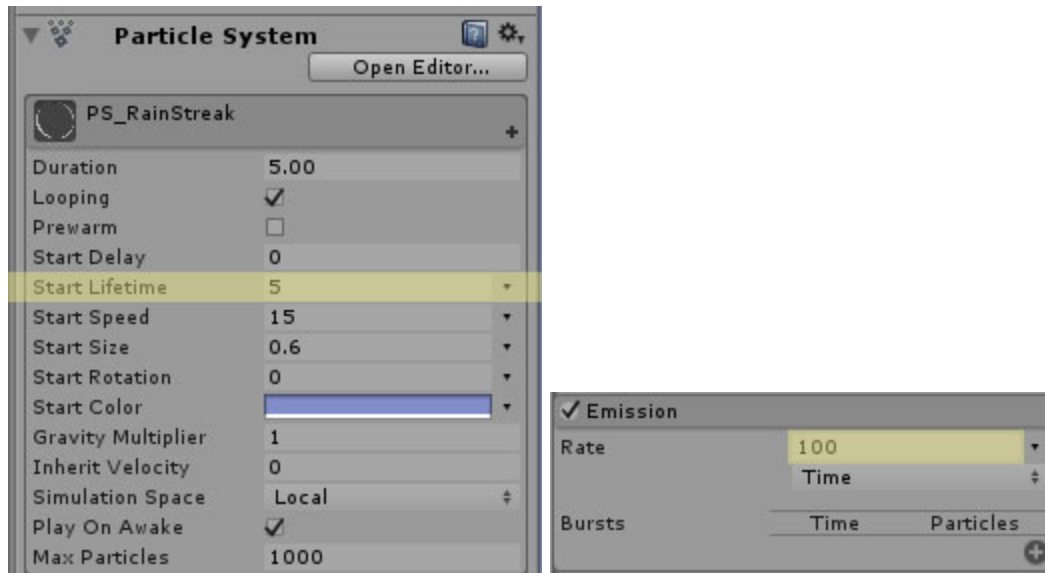 Particle System
Open Editor...
PS_RainStreak
Duration 5.00
Looping
Prewarm
Start Delay 0
Start Lifetime 5
Start Speed 15
Start Size 0.6
Start Rotation 0
Start Color
Gravity Multiplier 1
Inherit Velocity 0
Simulation Space Local
Play On Awake
Max Particles 1000
Emission
Rate 100
Time
Bursts Time Particles